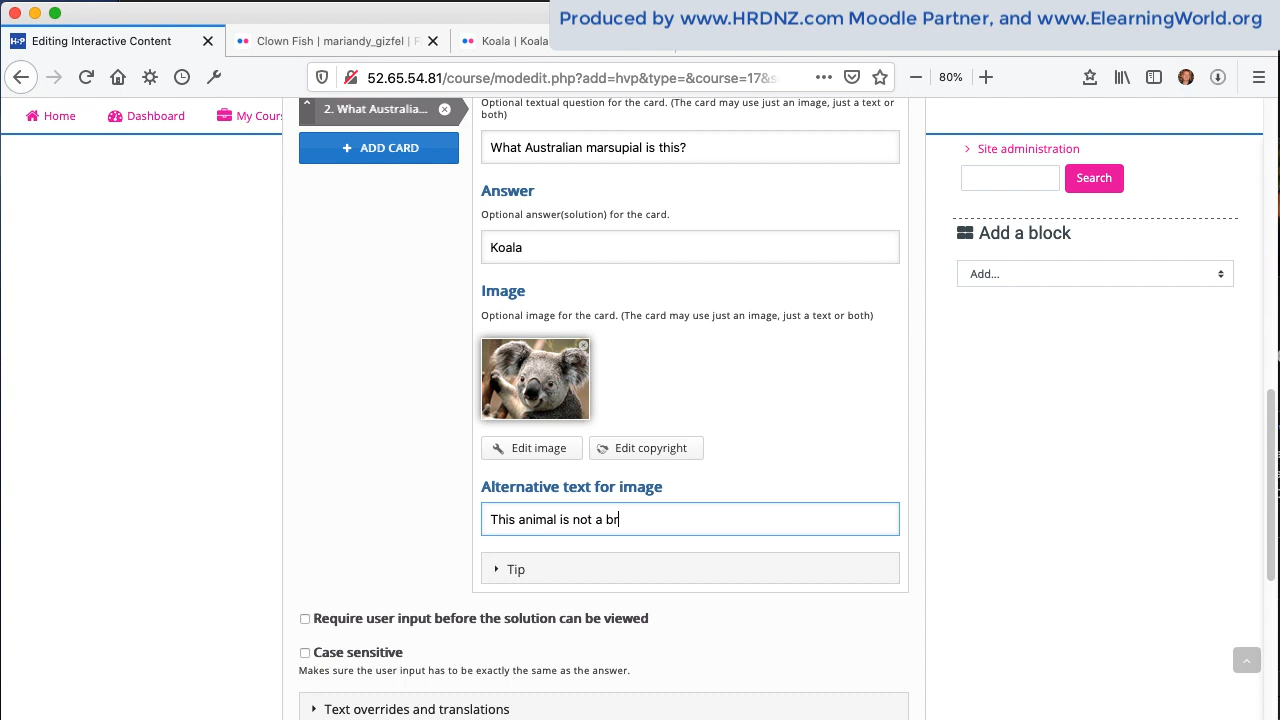 Produced by www.HRDNZ.com Moodle Partner, and www.ElearningWorld.org
H-P Editing Interactive Content
Clown Fish | mariandy_gizfel | F
Koala | Koala
52.65.54.81/course/modedit.php?add=hvp&type=&course=17&s
80%
Home
Dashboard
My Cour
2. What Australia...
Optional textual question for the card. (The card may use just an image, just a text or
both)
ADD CARD
What Australian marsupial is this?
Site administration
Search
Answer
Optional answer(solution) for the card.
Add a block
Koala
Add...
Image
Optional image for the card. (The card may use just an image, just a text or both)
Edit image
Edit copyright
Alternative text for image
This animal is not a br
Tip
Require user input before the solution can be viewed
Case sensitive
Makes sure the user input has to be exactly the same as the answer.
Text overrides and translations